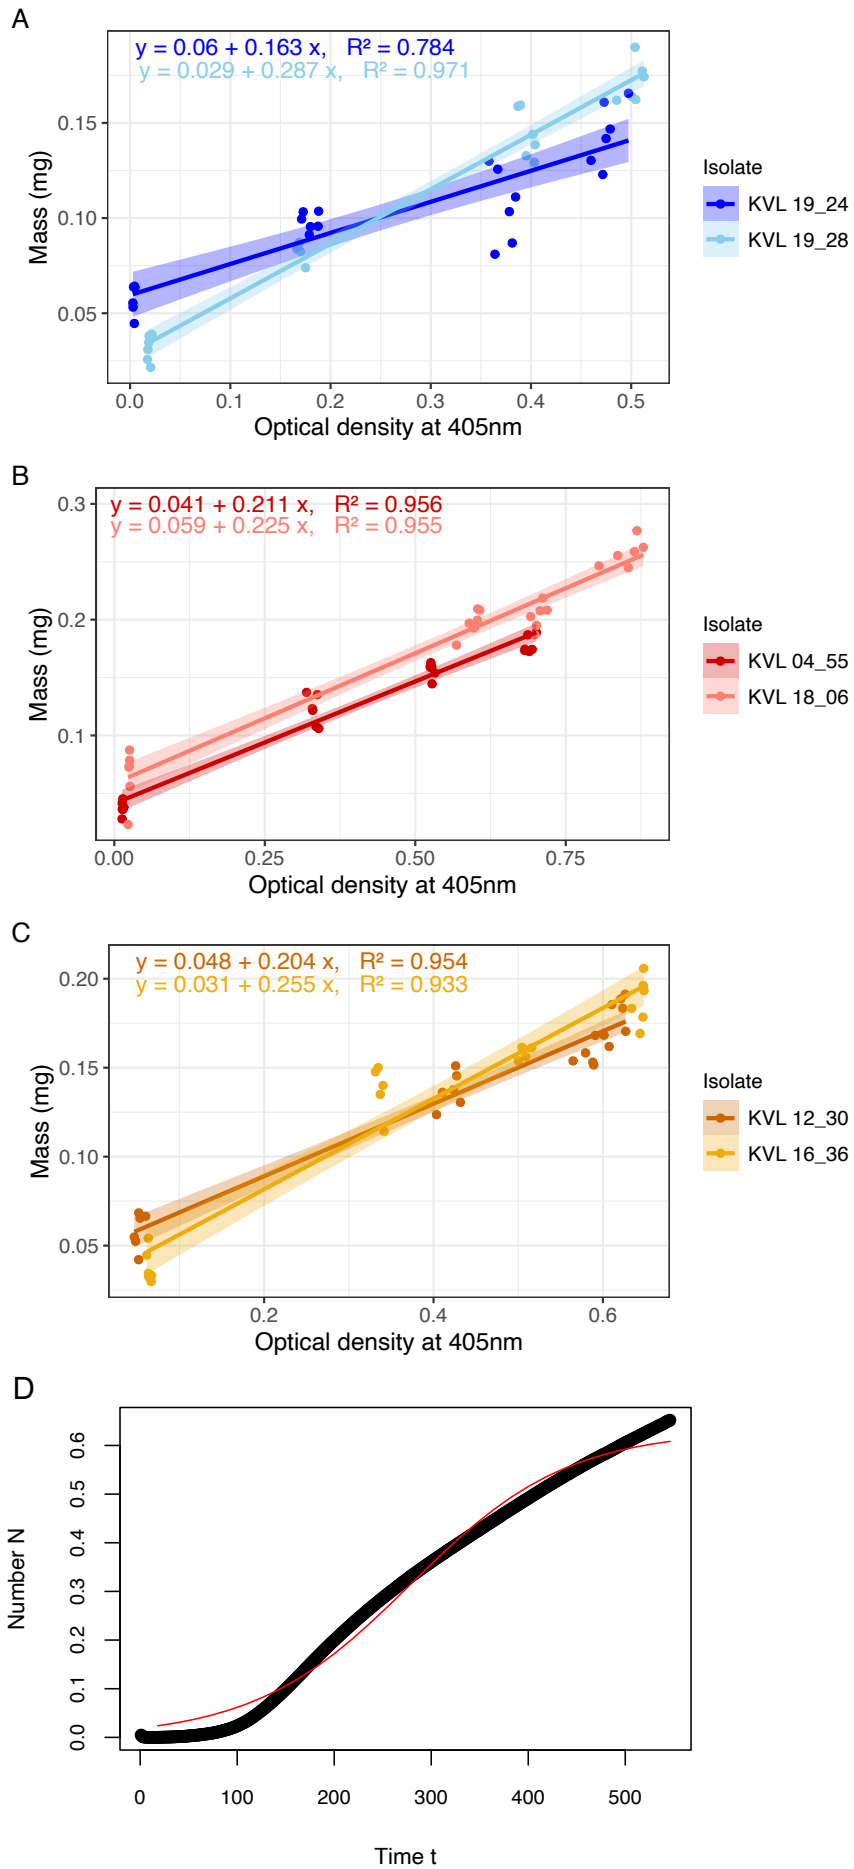 A
y = 0.06 + 0.163 x, R² = 0.784
y = 0.029 + 0.287 x, R² = 0.971
0.15
0.10
0.05
Mass (mg)
0.0 0.1 0.2 0.3 0.4 0.5
Optical density at 405nm
Isolate
KVL 19_24
KVL 19_28
B
y = 0.041 + 0.211 x, R² = 0.956
y = 0.059 + 0.225 x, R² = 0.955
0.3
0.2
0.1
Mass (mg)
0.00 0.25 0.50 0.75
Optical density at 405nm
Isolate
KVL 04_55
KVL 18_06
C
y = 0.048 + 0.204 x, R² = 0.954
y = 0.031 + 0.255 x, R² = 0.933
0.20
0.15
0.10
0.05
Mass (mg)
0.2 0.4 0.6
Optical density at 405nm
Isolate
KVL 12_30
KVL 16_36
D
0.6
0.5
0.4
0.3
0.2
0.1
0.0
Number N
0 100 200 300 400 500
Time t